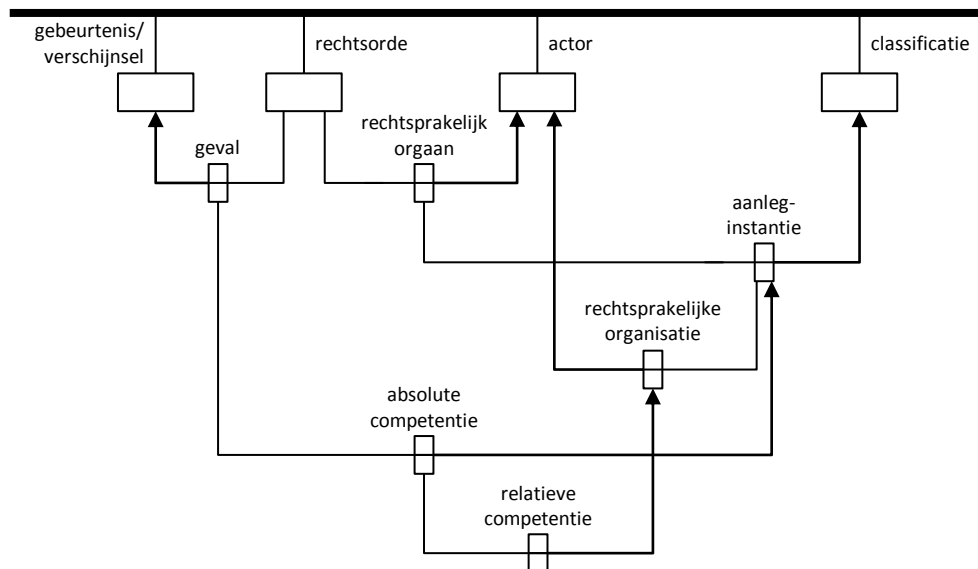 gebeurtenis/
verschijnsel
rechtsorde
actor
classificatie
geval
rechtsprakelijk
orgaan
aanleg-
instantie
rechtsprakelijke
organisatie
absolute
competentie
relatieve
competentie